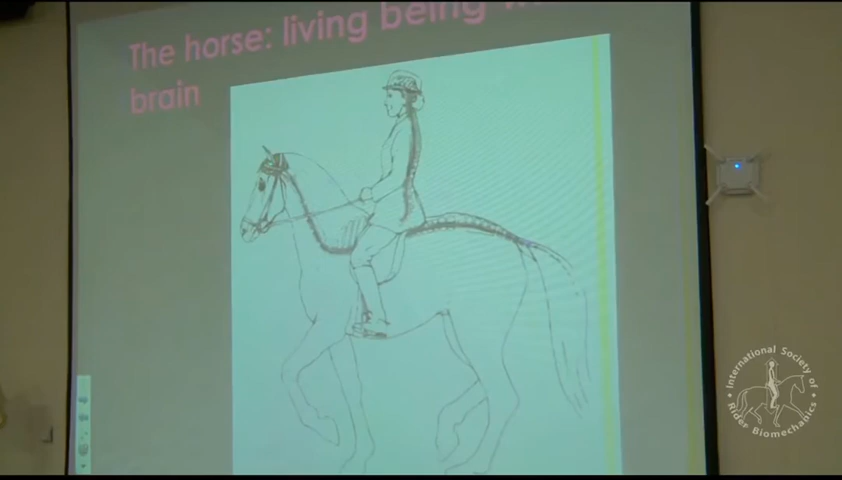 The horse: living being
brain
International Society of
Rider Biomechanics